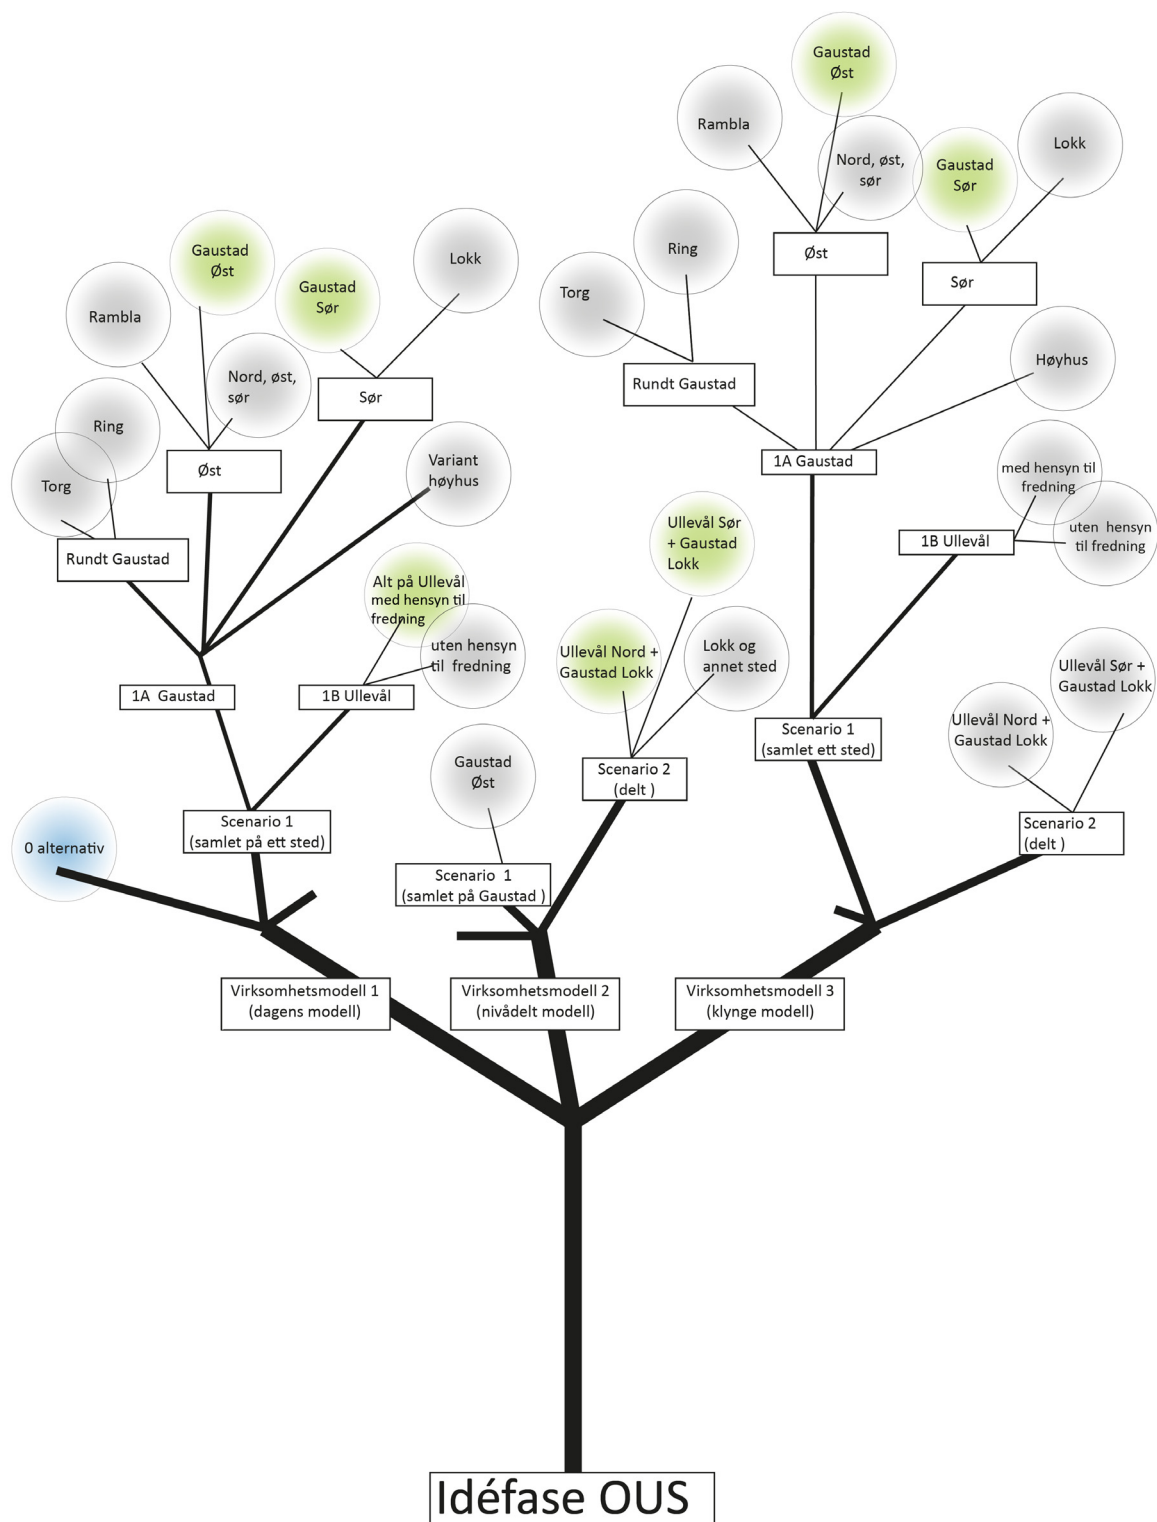 Gaustad
Øst
Rambla
Nord, øst,
sør
Gaustad
Sør
Lokk
Øst
Sør
Ring
Torg
Rundt Gaustad
Høyhus
1A Gaustad
med hensyn til
fredning
uten hensyn
til fredning
1B Ullevål
Gaustad
Øst
Gaustad
Sør
Lokk
Rambla
Nord, øst,
sør
Sør
Ring
Øst
Torg
Variant
høyhus
Rundt Gaustad
Alt på Ullevål
med hensyn til
fredning
uten hensyn
til fredning
1A Gaustad
1B Ullevål
Ullevål Sør
+ Gaustad
Lokk
Ullevål Nord +
Gaustad Lokk
Lokk og
annet sted
Gaustad
Øst
Scenario 2
(delt )
Scenario 1
(samlet ett sted)
Ullevål Nord +
Gaustad Lokk
Ullevål Sør +
Gaustad Lokk
0 alternativ
Scenario 1
(samlet på ett sted)
Scenario 1
(samlet på Gaustad )
Scenario 2
(delt )
Virksomhetsmodell 1
(dagens modell)
Virksomhetsmodell 2
(nivådelt modell)
Virksomhetsmodell 3
(klynge modell)
Idéfase OUS